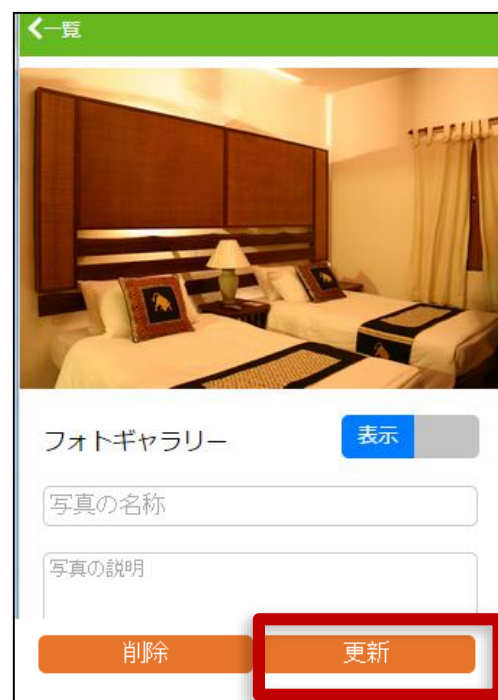 一覧
フォトギャラリー 表示
写真の名称
写真の説明
削除 更新